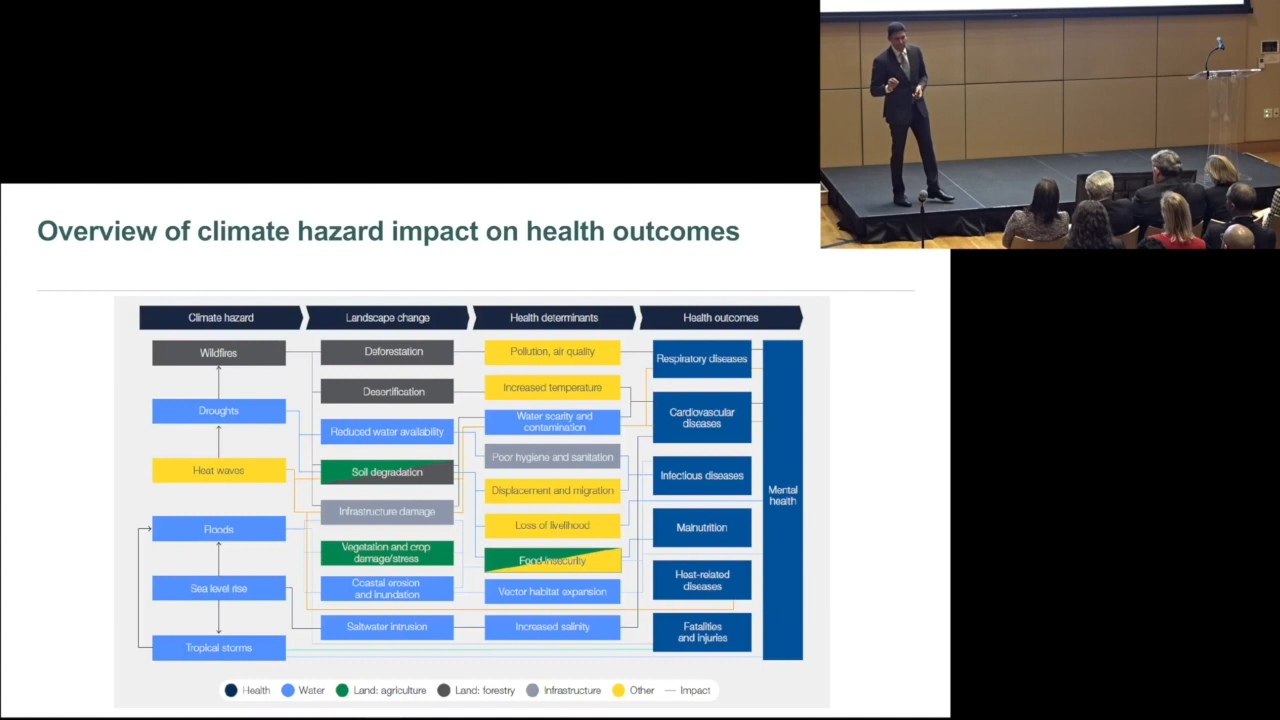 Overview of climate hazard impact on health outcomes
Climate hazard
Landscape change
Health determinants
Health outcomes
Wildfires
Droughts
Heat waves
Floods
Sea level rise
Tropical storms
Deforestation
Desertification
Reduced water availability
Soil degradation
Infrastructure damage
Vegetation and crop
damage/stress
Coastal erosion
and inundation
Saltwater intrusion
Pollution, air quality
Increased temperature
Water scarity and
contamination
Poor hygiene and sanitation
Displacement and migration
Loss of livelihood
Food insecurity
Vector habitat expansion
Increased salinity
Respiratory diseases
Cardiovascular
diseases
Infectious diseases
Malnutrition
Heat-related
diseases
Fatalities
and injuries
Mental
health
Health
Water
Land: agriculture
Land: forestry
Infrastructure
Other
Impact